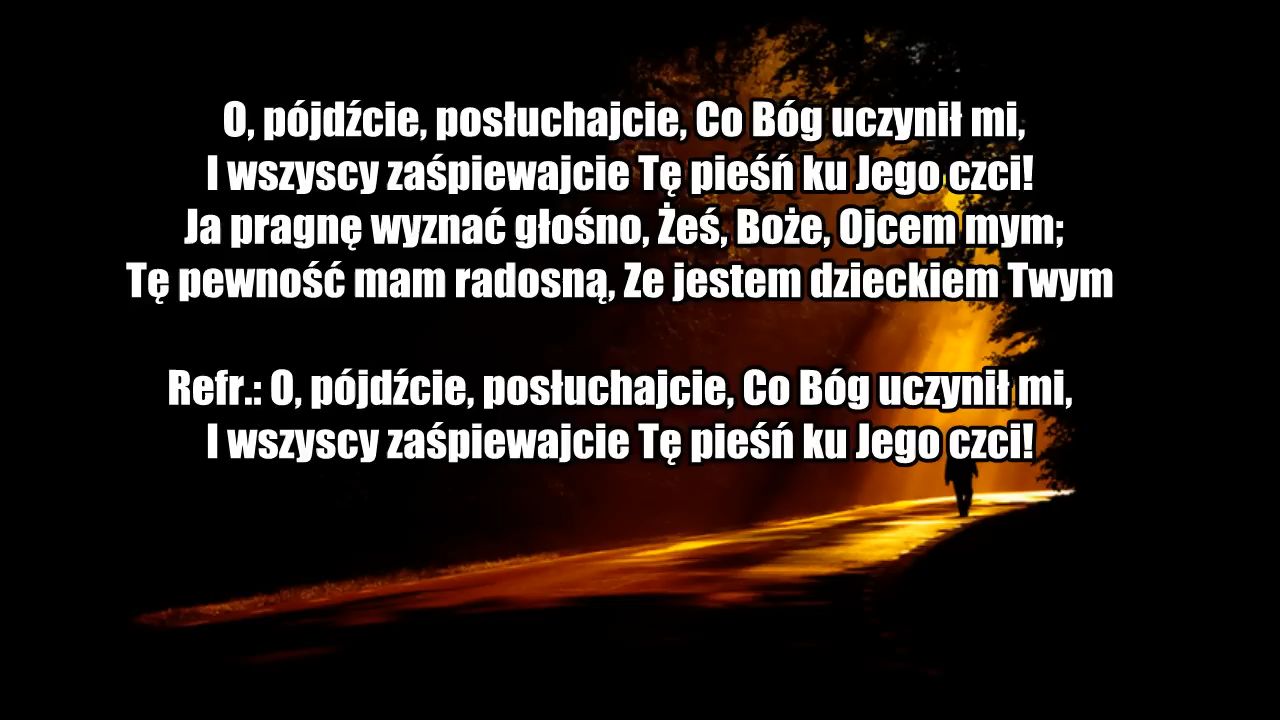 O, pójdźcie, posłuchajcie, Co Bóg uczynił mi,
I wszyscy zaśpiewajcie Tę pieśń ku Jego czci!
Ja pragnę wyznać głośno, Żeś, Boże, Ojcem mym;
Tę pewność mam radosną, Ze jestem dzieckiem Twym
Refr.: O, pójdźcie, posłuchajcie, Co Bóg uczynił mi,
I wszyscy zaśpiewajcie Tę pieśń ku Jego czci!